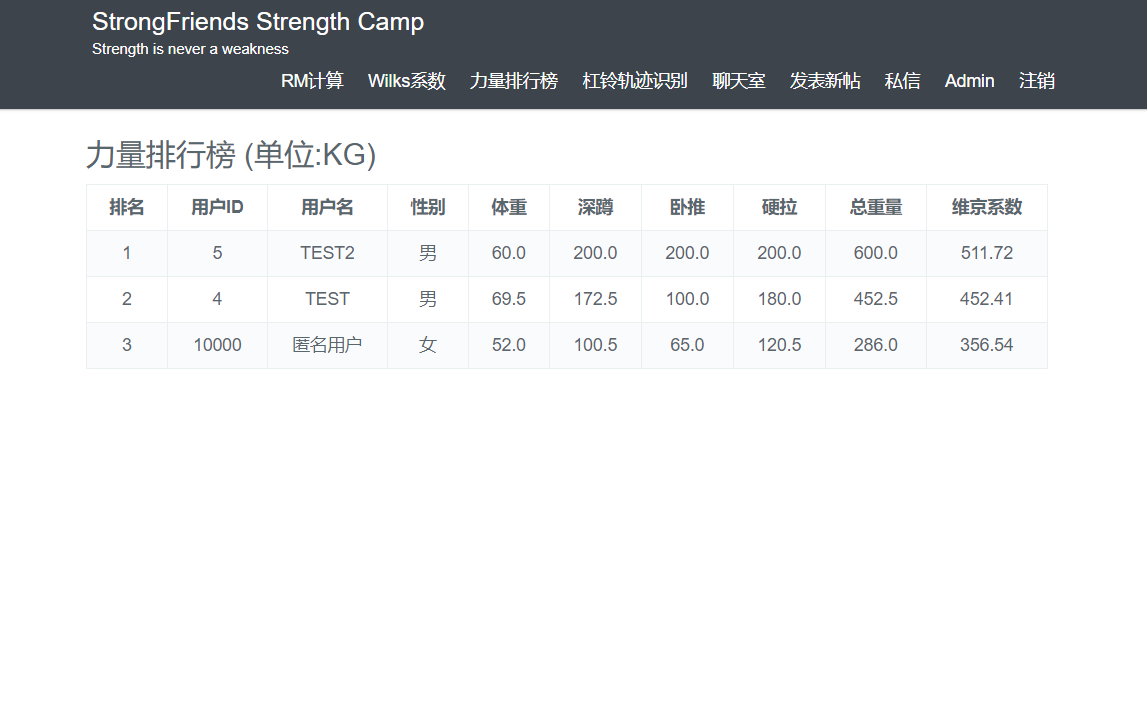 StrongFriends Strength Camp
Strength is never a weakness
RM计算 Wilks系数 力量排行榜 杠铃轨迹识别 聊天室 发表新帖 私信 Admin 注销
力量排行榜 (单位:KG)
排名 用户ID 用户名 性别 体重 深蹲 卧推 硬拉 总重量 维京系数
1 5 TEST2 男 60.0 200.0 200.0 200.0 600.0 511.72
2 4 TEST 男 69.5 172.5 100.0 180.0 452.5 452.41
3 10000 匿名用户 女 52.0 100.5 65.0 120.5 286.0 356.54